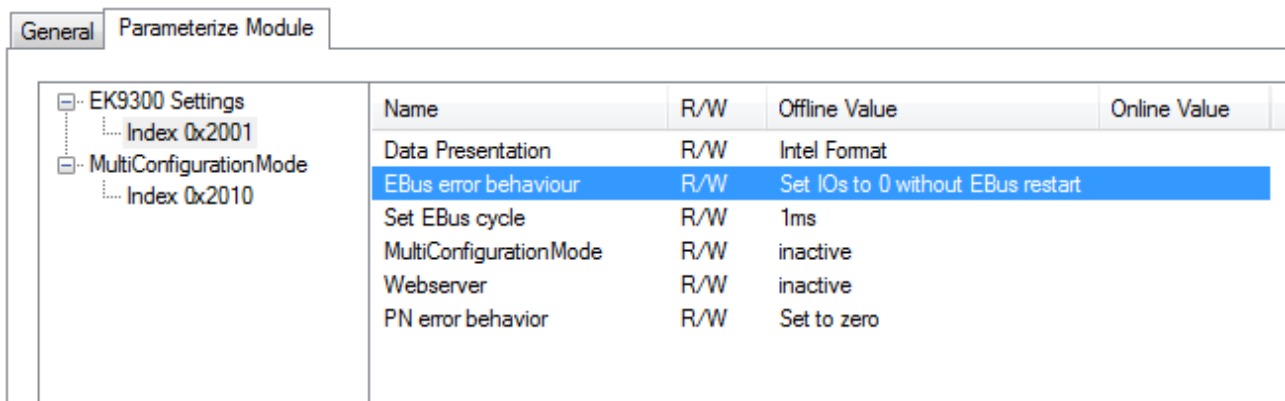 General Parameterize Module
EK9300 Settings
Index 0x2001
MultiConfigurationMode
Index 0x2010
Name R/W Offline Value Online Value
Data Presentation R/W Intel Format
EBus error behaviour R/W Set IOs to 0 without EBus restart
Set EBus cycle R/W 1ms
MultiConfigurationMode R/W inactive
Webserver R/W inactive
PN error behavior R/W Set to zero